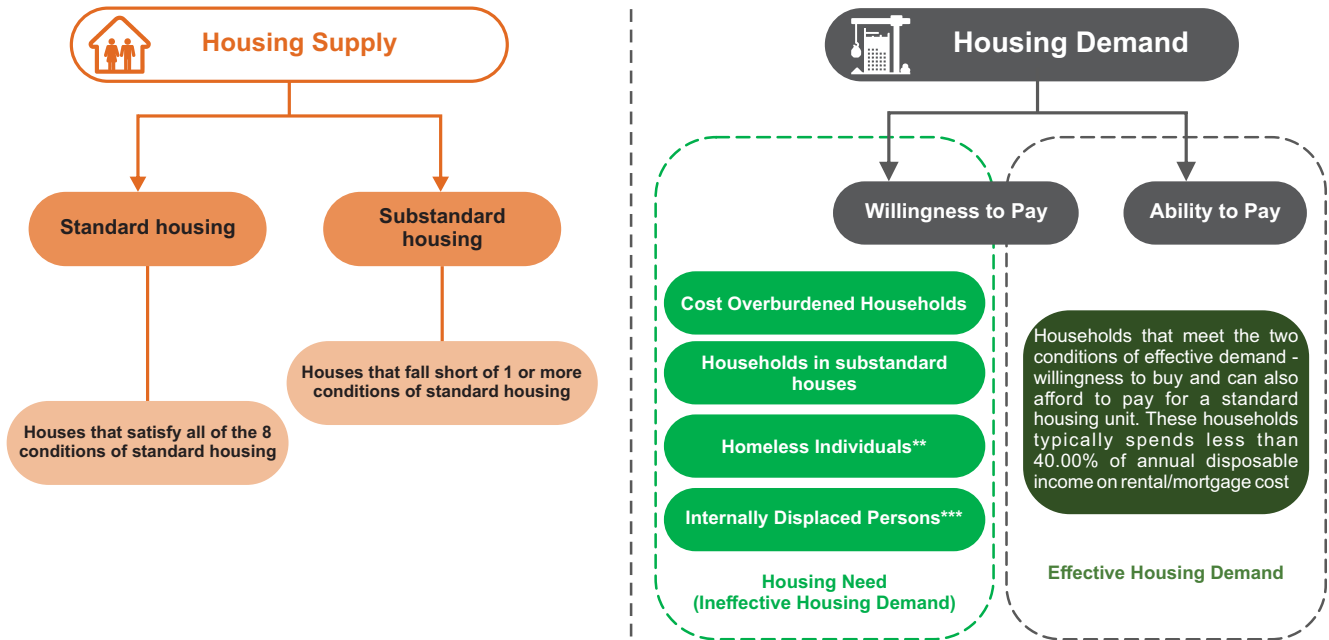 Housing Supply
Standard housing
Substandard
housing
Houses that fall short of 1 or more
conditions of standard housing
Houses that satisfy all of the 8
conditions of standard housing
Housing Demand
Willingness to Pay
Ability to Pay
Cost Overburdened Households
Households in substandard
houses
Homeless Individuals**
Internally Displaced Persons***
Housing Need
(Ineffective Housing Demand)
Households that meet the two
conditions of effective demand -
willingness to buy and can also
afford to pay for a standard
housing unit. These households
typically spends less than
40.00% of annual disposable
income on rental/mortgage cost
Effective Housing Demand